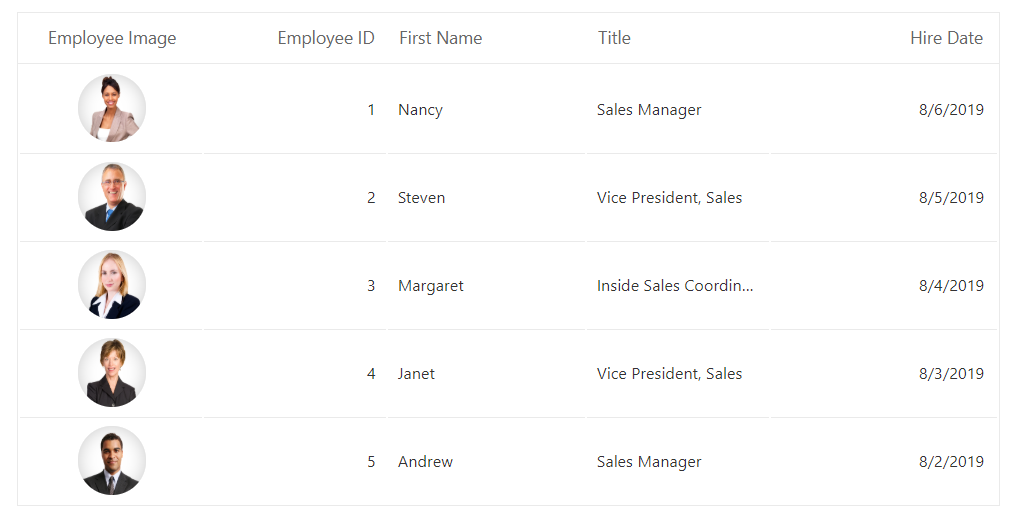 Employee Image Employee ID First Name Title Hire Date
1 Nancy Sales Manager 8/6/2019
2 Steven Vice President, Sales 8/5/2019
3 Margaret Inside Sales Coordin... 8/4/2019
4 Janet Vice President, Sales 8/3/2019
5 Andrew Sales Manager 8/2/2019